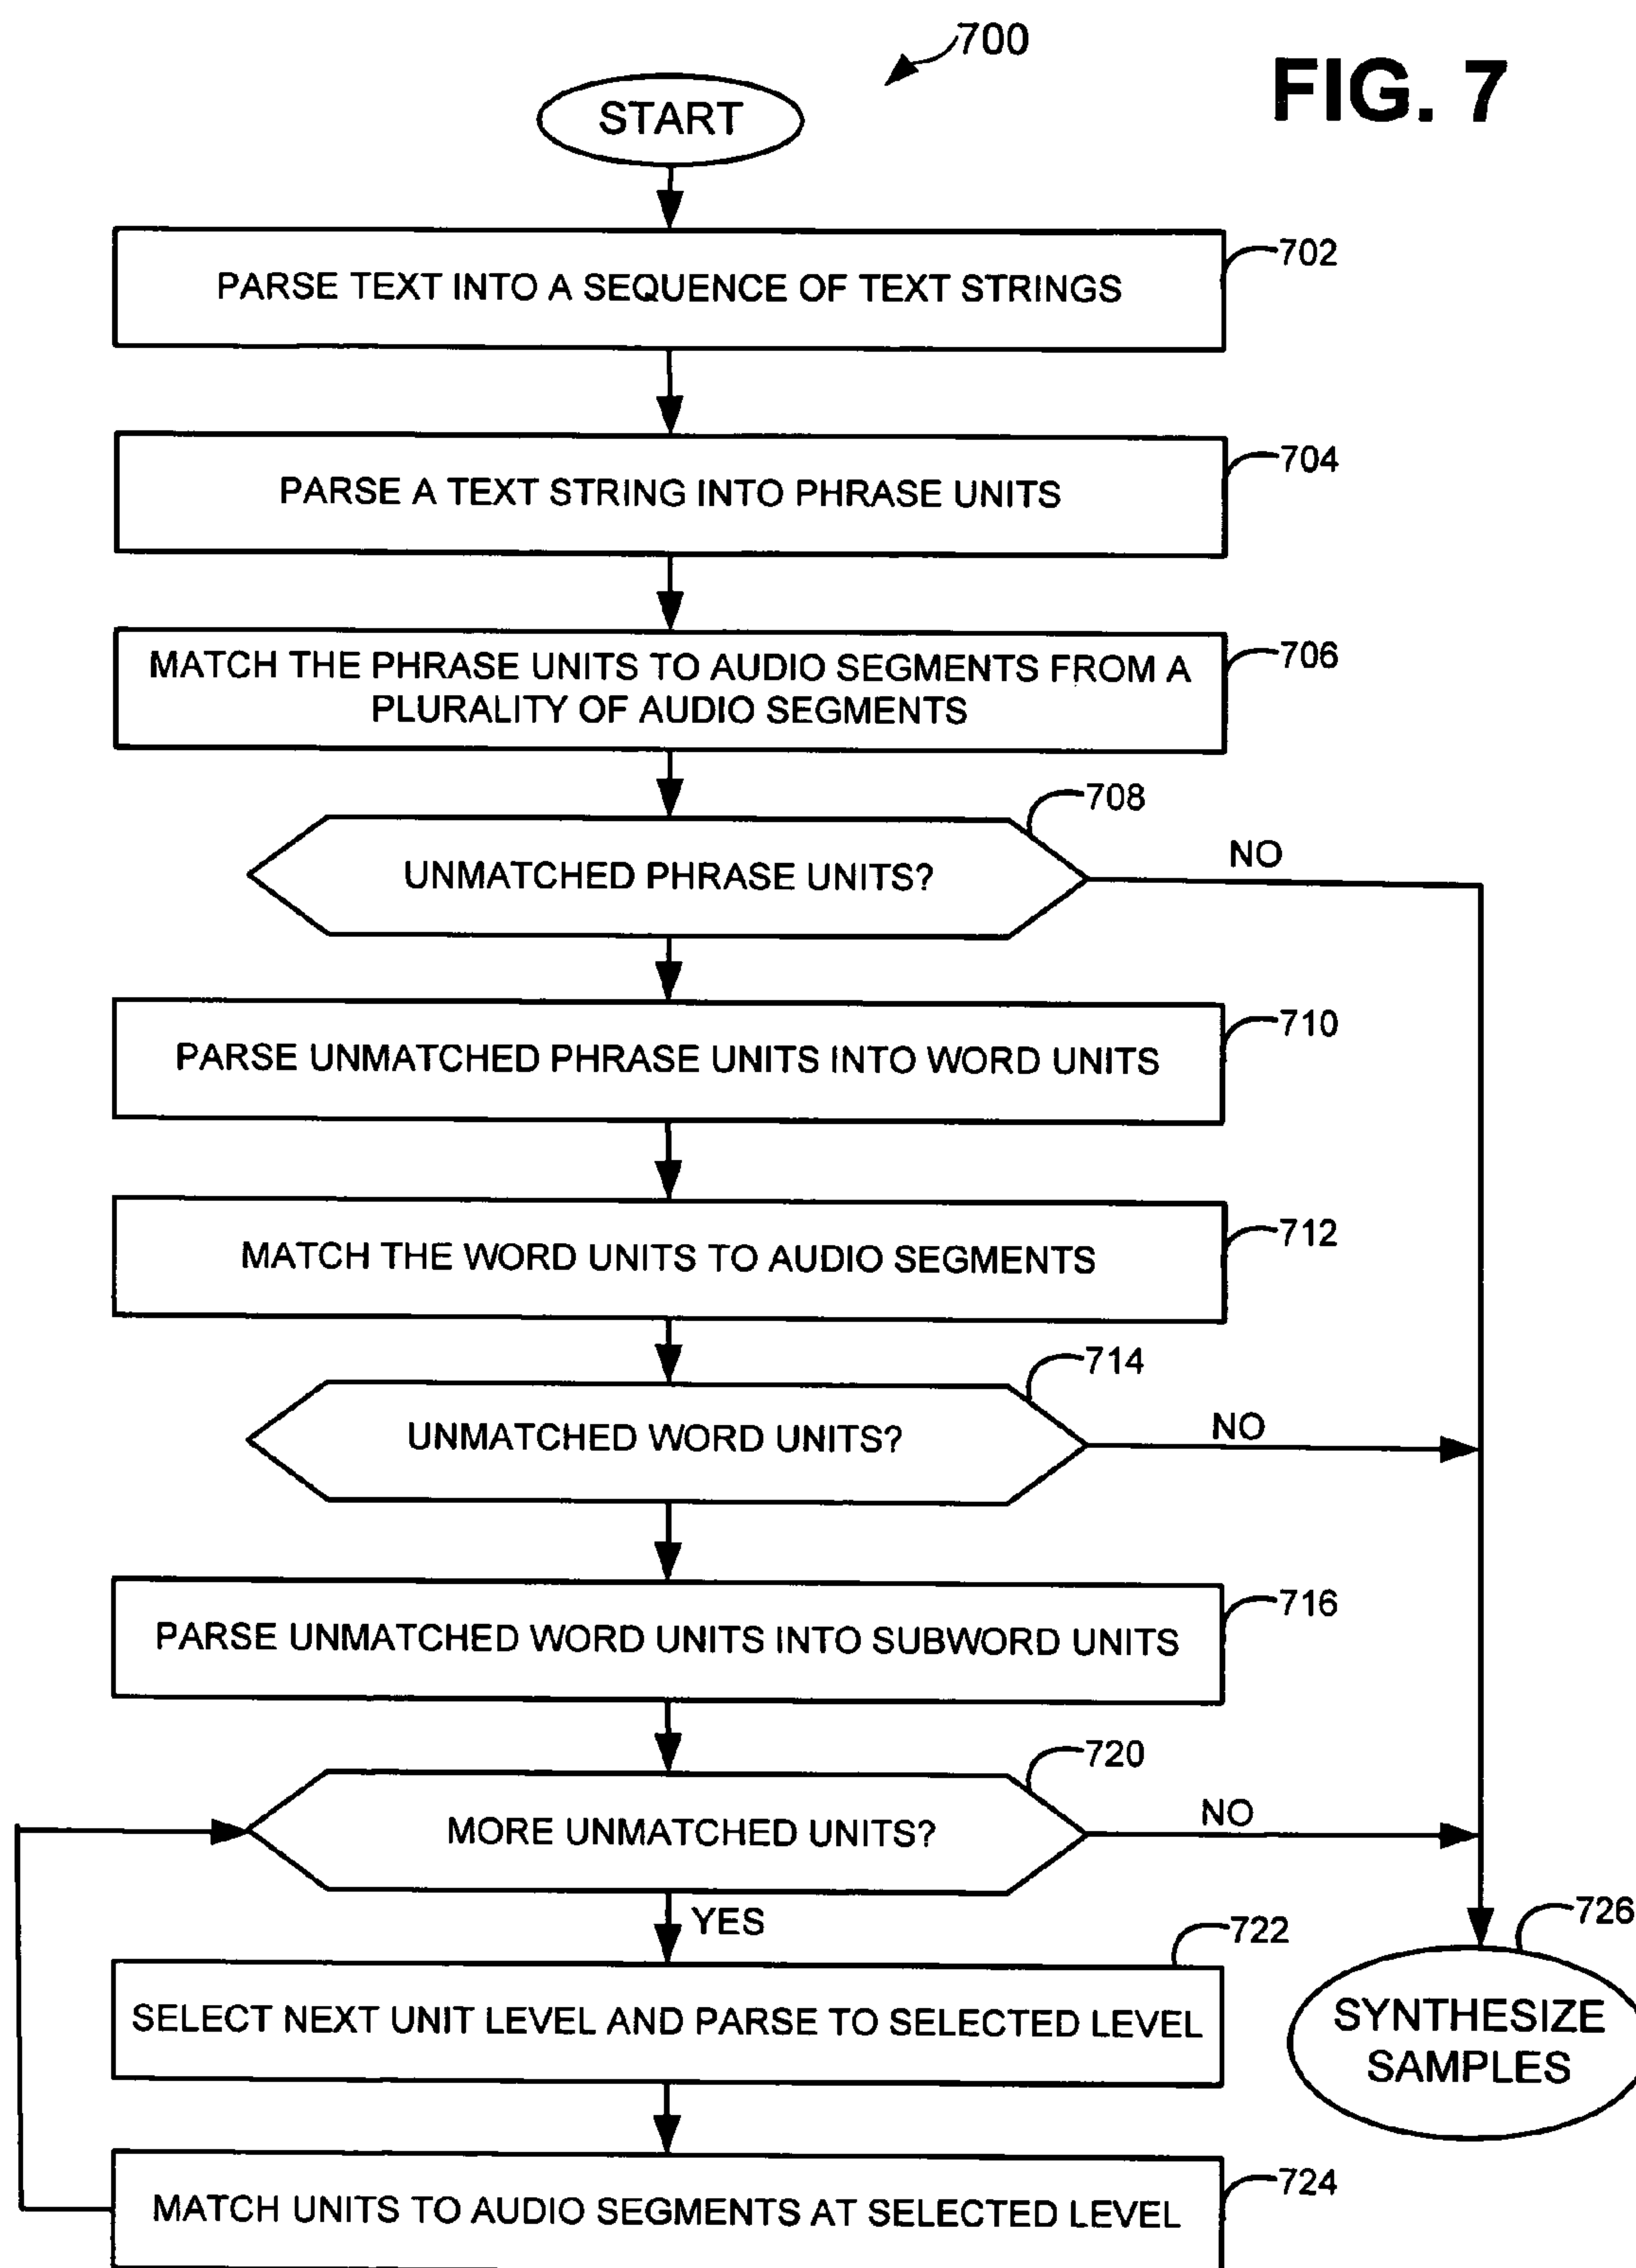 700
FIG. 7
START
702
PARSE TEXT INTO A SEQUENCE OF TEXT STRINGS
704
PARSE A TEXT STRING INTO PHRASE UNITS
706
MATCH THE PHRASE UNITS TO AUDIO SEGMENTS FROM A
PLURALITY OF AUDIO SEGMENTS
708
UNMATCHED PHRASE UNITS?
NO
710
PARSE UNMATCHED PHRASE UNITS INTO WORD UNITS
712
MATCH THE WORD UNITS TO AUDIO SEGMENTS
714
UNMATCHED WORD UNITS?
NO
716
PARSE UNMATCHED WORD UNITS INTO SUBWORD UNITS
720
MORE UNMATCHED UNITS?
NO
YES
722
726
SELECT NEXT UNIT LEVEL AND PARSE TO SELECTED LEVEL
SYNTHESIZE
SAMPLES
724
MATCH UNITS TO AUDIO SEGMENTS AT SELECTED LEVEL